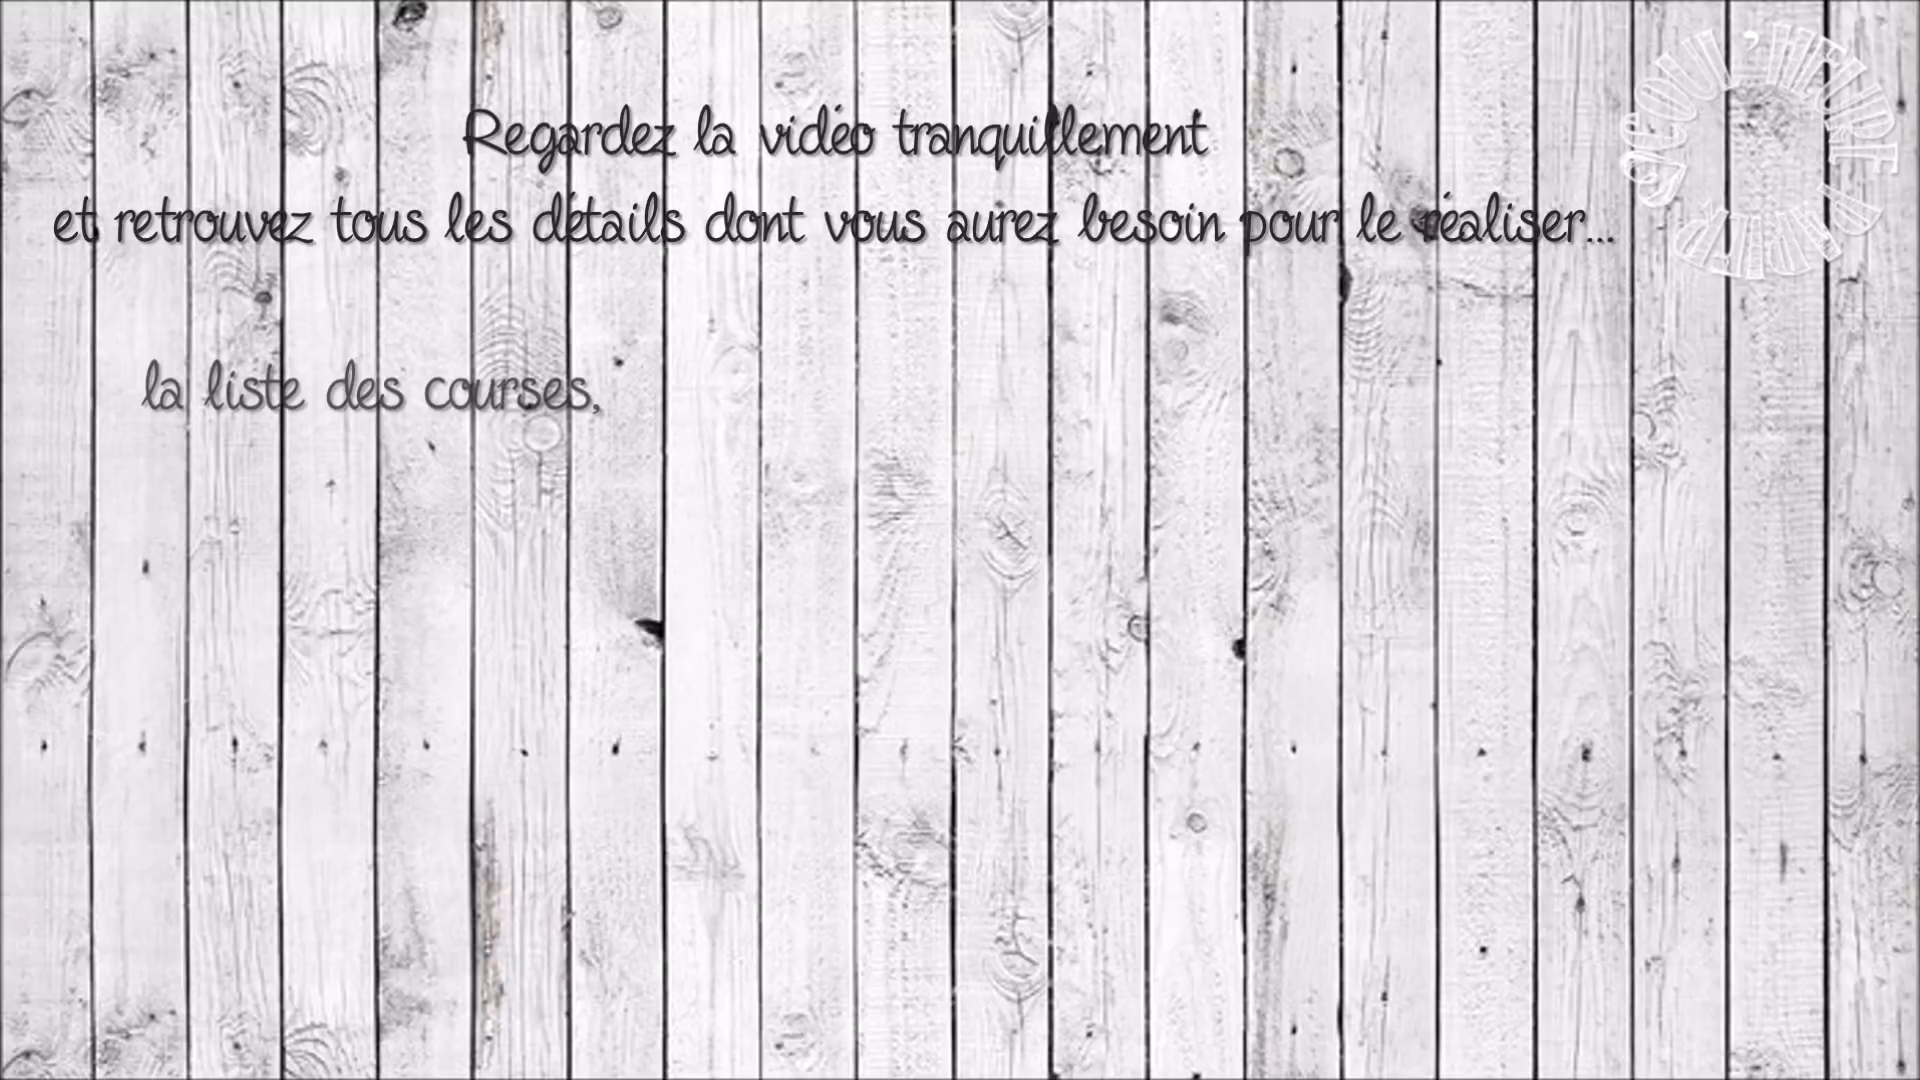 Regardez la vidéo tranquillement
et retrouvez tous les détails dont vous aurez besoin pour le réaliser...
la liste des courses,